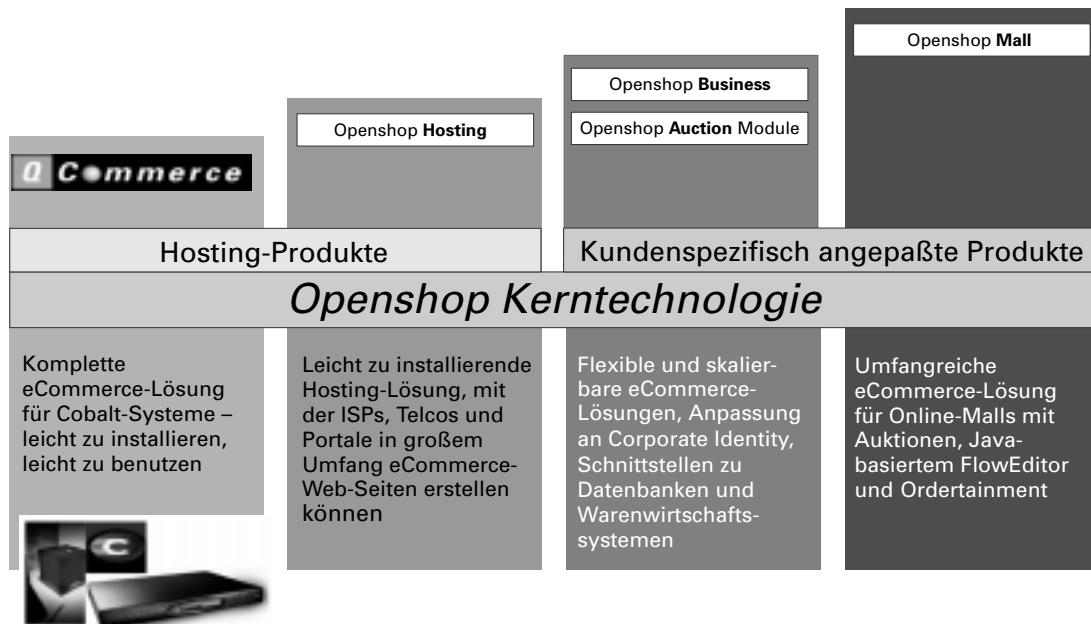 Q Commerce
Openshop Hosting
Openshop Business
Openshop Auction Module
Openshop Mall
Hosting-Produkte
Kundenspezifisch angepaßte Produkte
Openshop Kerntechnologie
Komplette
eCommerce-Lösung
für Cobalt-Systeme –
leicht zu installieren,
leicht zu benutzen
Leicht zu installierende
Hosting-Lösung, mit
der ISPs, Telcos und
Portale in großem
Umfang eCommerce-
Web-Seiten erstellen
können
Flexible und skalier-
bare eCommerce-
Lösungen, Anpassung
an Corporate Identity,
Schnittstellen zu
Datenbanken und
Warenwirtschafts-
systemen
Umfangreiche
eCommerce-Lösung
für Online-Malls mit
Auktionen, Java-
basiertem FlowEditor
und Ordertainment
C